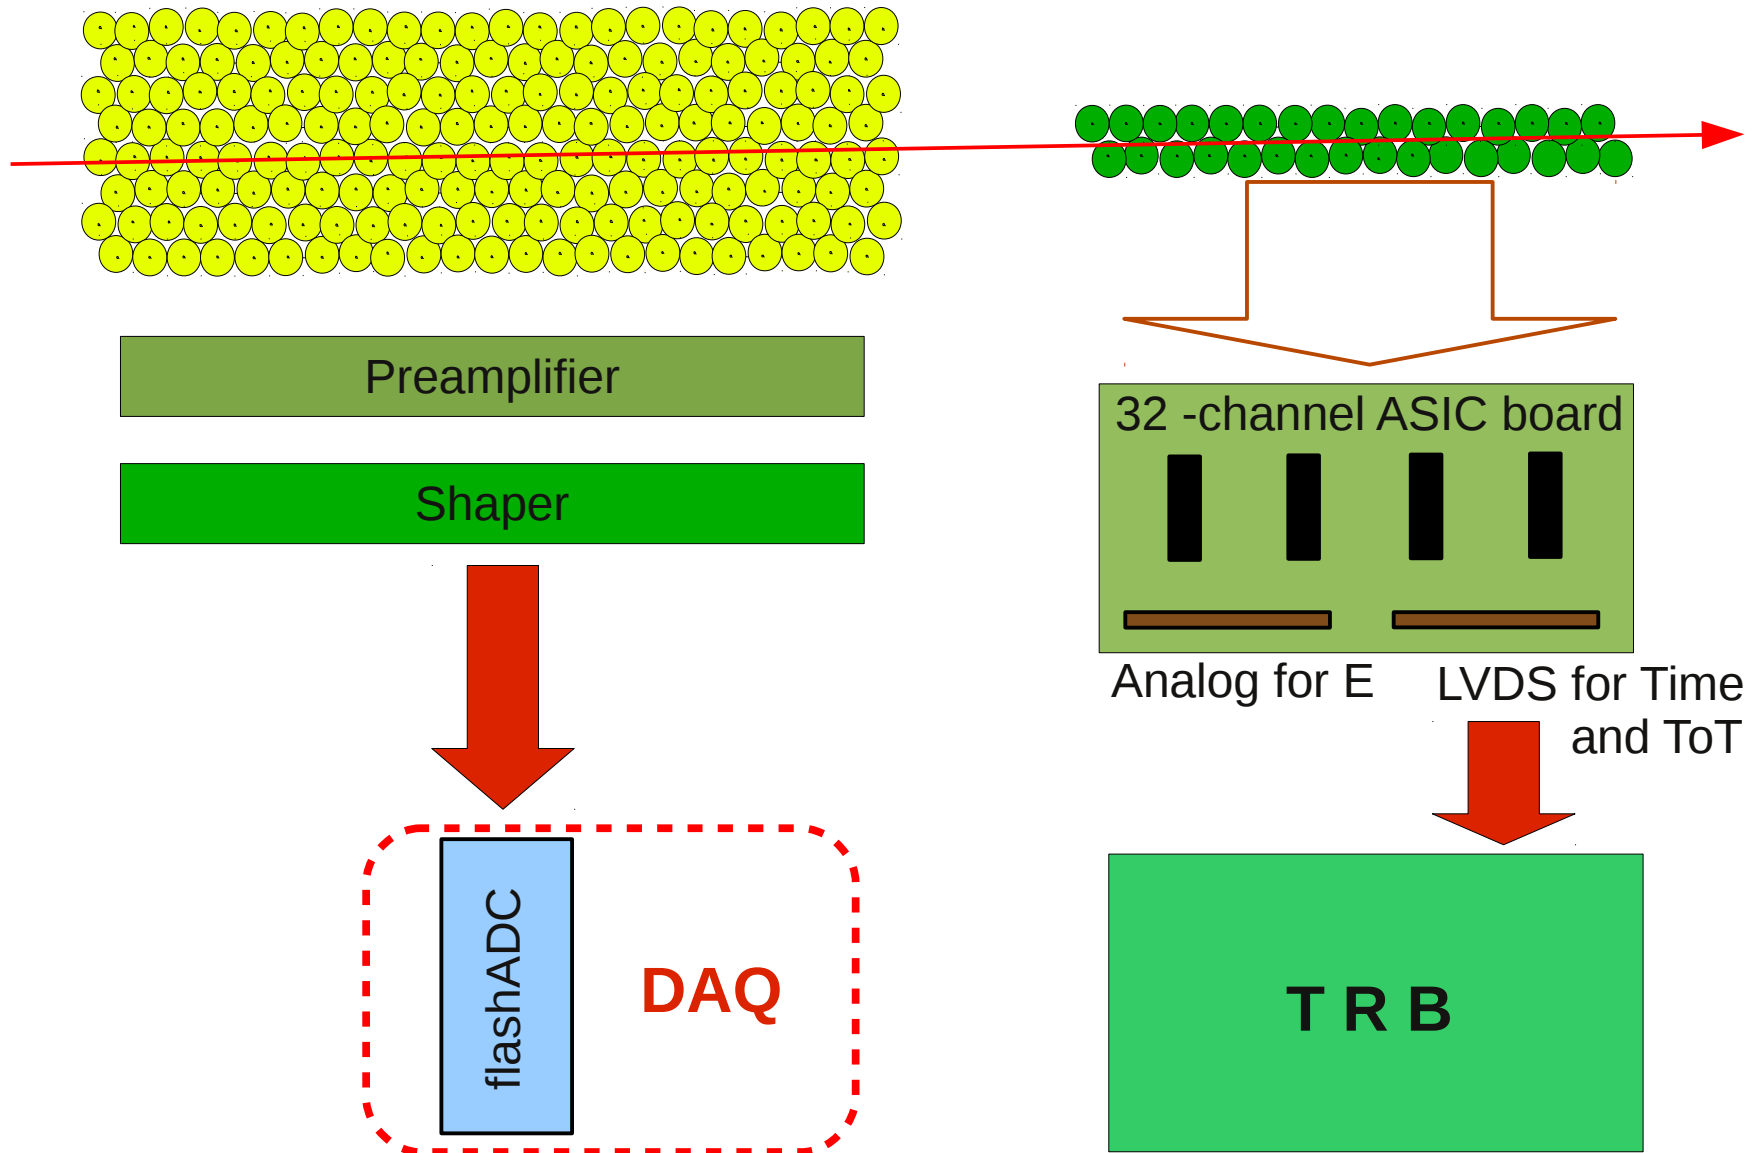 Preamplifier
Shaper
flashADC
DAQ
32 -channel ASIC board
Analog for E
LVDS for Time
and ToT
T R B